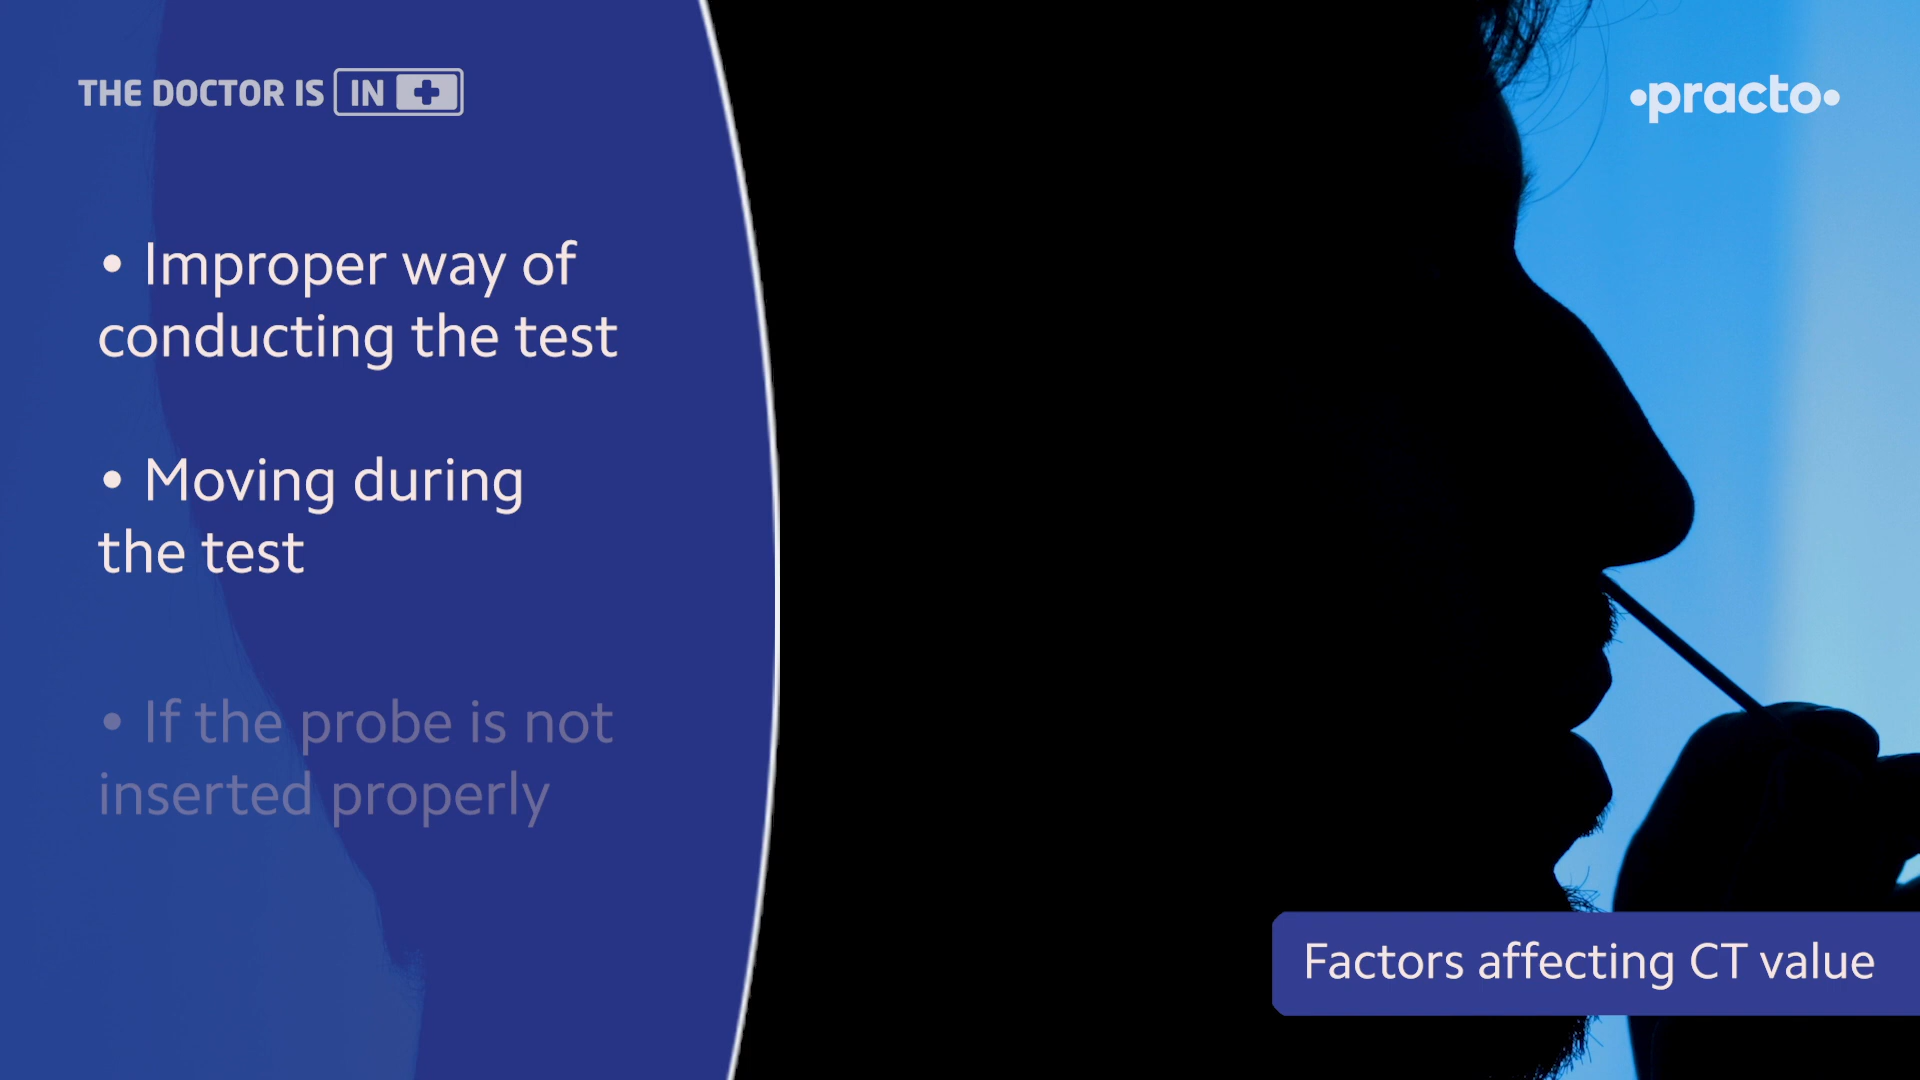 THE DOCTOR IS IN
•practo•
• Improper way of
conducting the test
• Moving during
the test
• If the probe is not
inserted properly
Factors affecting CT value